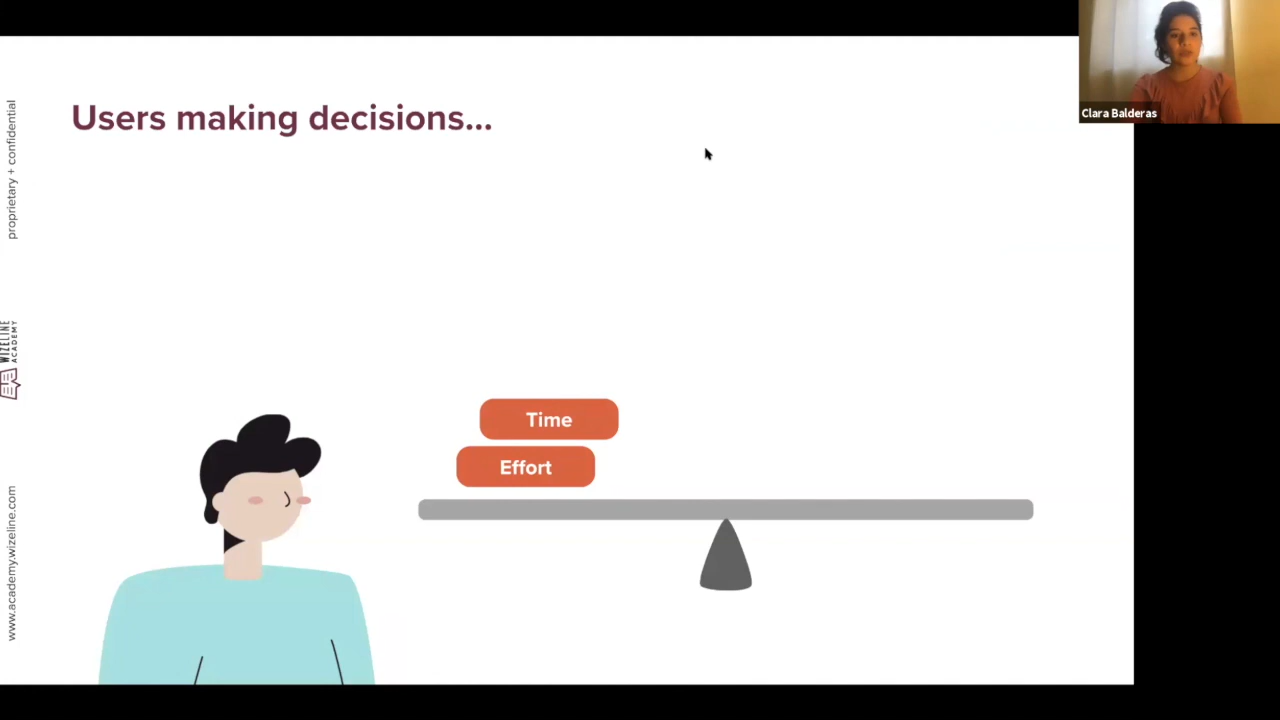 Users making decisions...
Clara Balderas
proprietary + confidential
WIZELINE
ACADEMY
www.academy.wizeline.com
Time
Effort